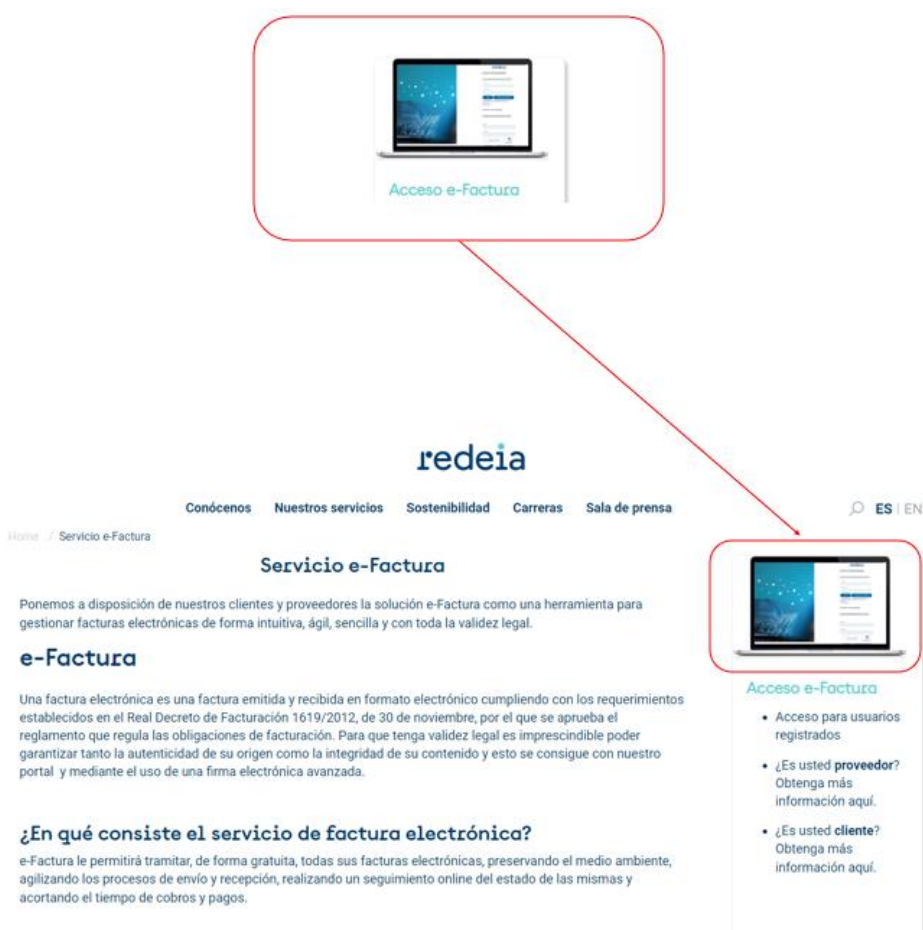 Acceso e-Factura
redeia
Conócenos Nuestros servicios Sostenibilidad Carreras Sala de prensa ES | EN
Home / Servicio e-Factura
Servicio e-Factura
Ponemos a disposición de nuestros clientes y proveedores la solución e-Factura como una herramienta para
gestionar facturas electrónicas de forma intuitiva, ágil, sencilla y con toda la validez legal.
e-Factura
Una factura electrónica es una factura emitida y recibida en formato electrónico cumpliendo con los requerimientos
establecidos en el Real Decreto de Facturación 1619/2012, de 30 de noviembre, por el que se aprueba el
reglamento que regula las obligaciones de facturación. Para que tenga validez legal es imprescindible poder
garantizar tanto la autenticidad de su origen como la integridad de su contenido y esto se consigue con nuestro
portal y mediante el uso de una firma electrónica avanzada.
¿En qué consiste el servicio de factura electrónica?
e-Factura le permitirá tramitar, de forma gratuita, todas sus facturas electrónicas, preservando el medio ambiente,
agilizando los procesos de envío y recepción, realizando un seguimiento online del estado de las mismas y
acortando el tiempo de cobros y pagos.
Acceso e-Factura
• Acceso para usuarios
registrados
• ¿Es usted proveedor?
Obtenga más
información aquí.
• ¿Es usted cliente?
Obtenga más
información aquí.